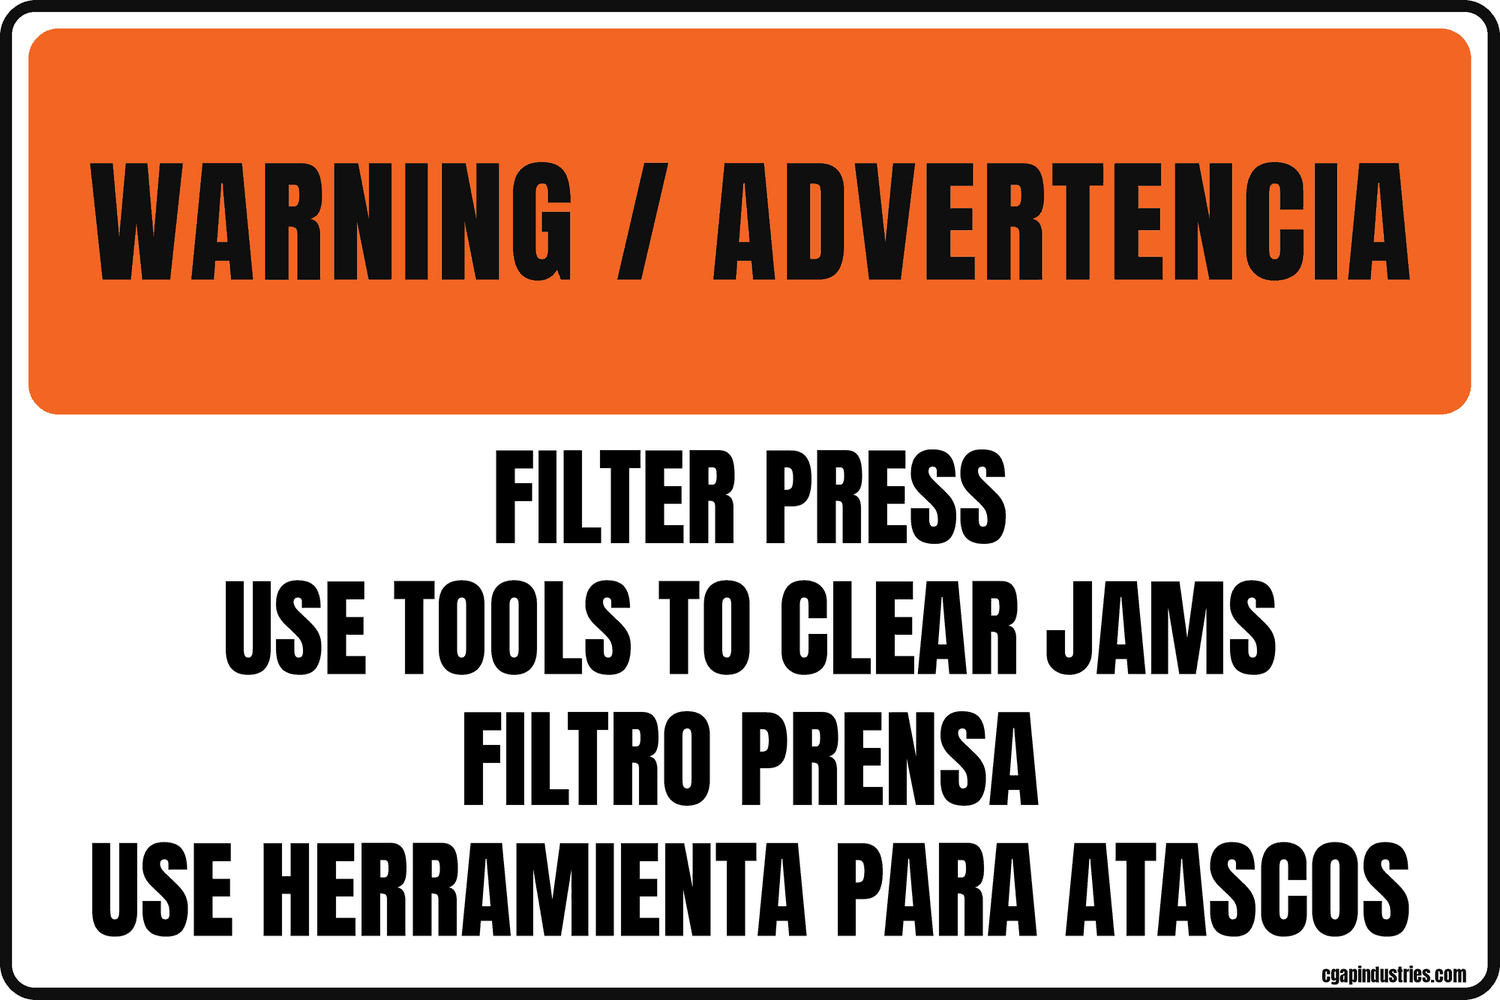 WARNING / ADVERTENCIA
FILTER PRESS
USE TOOLS TO CLEAR JAMS
FILTRO PRENSA
USE HERRAMIENTA PARA ATASCOS
cgapindustries.com